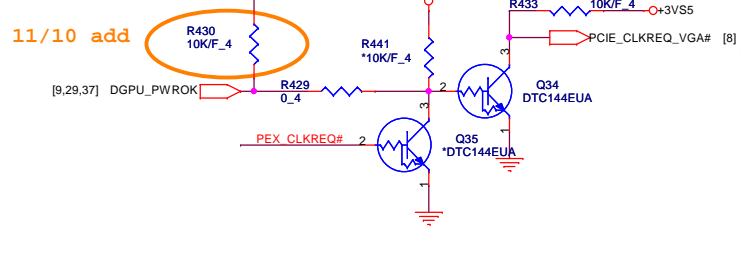 R433
10K/F_4
+3VS5
11/10 add
R430
10K/F_4
R441
*10K/F_4
PCIE_CLKREQ_VGA# [8]
3
[9,29,37] DGPU_PWROK
R429
0_4
2
Q34
DTC144EUA
3
1
PEX_CLKREQ#
2
Q35
*DTC144EUA
1